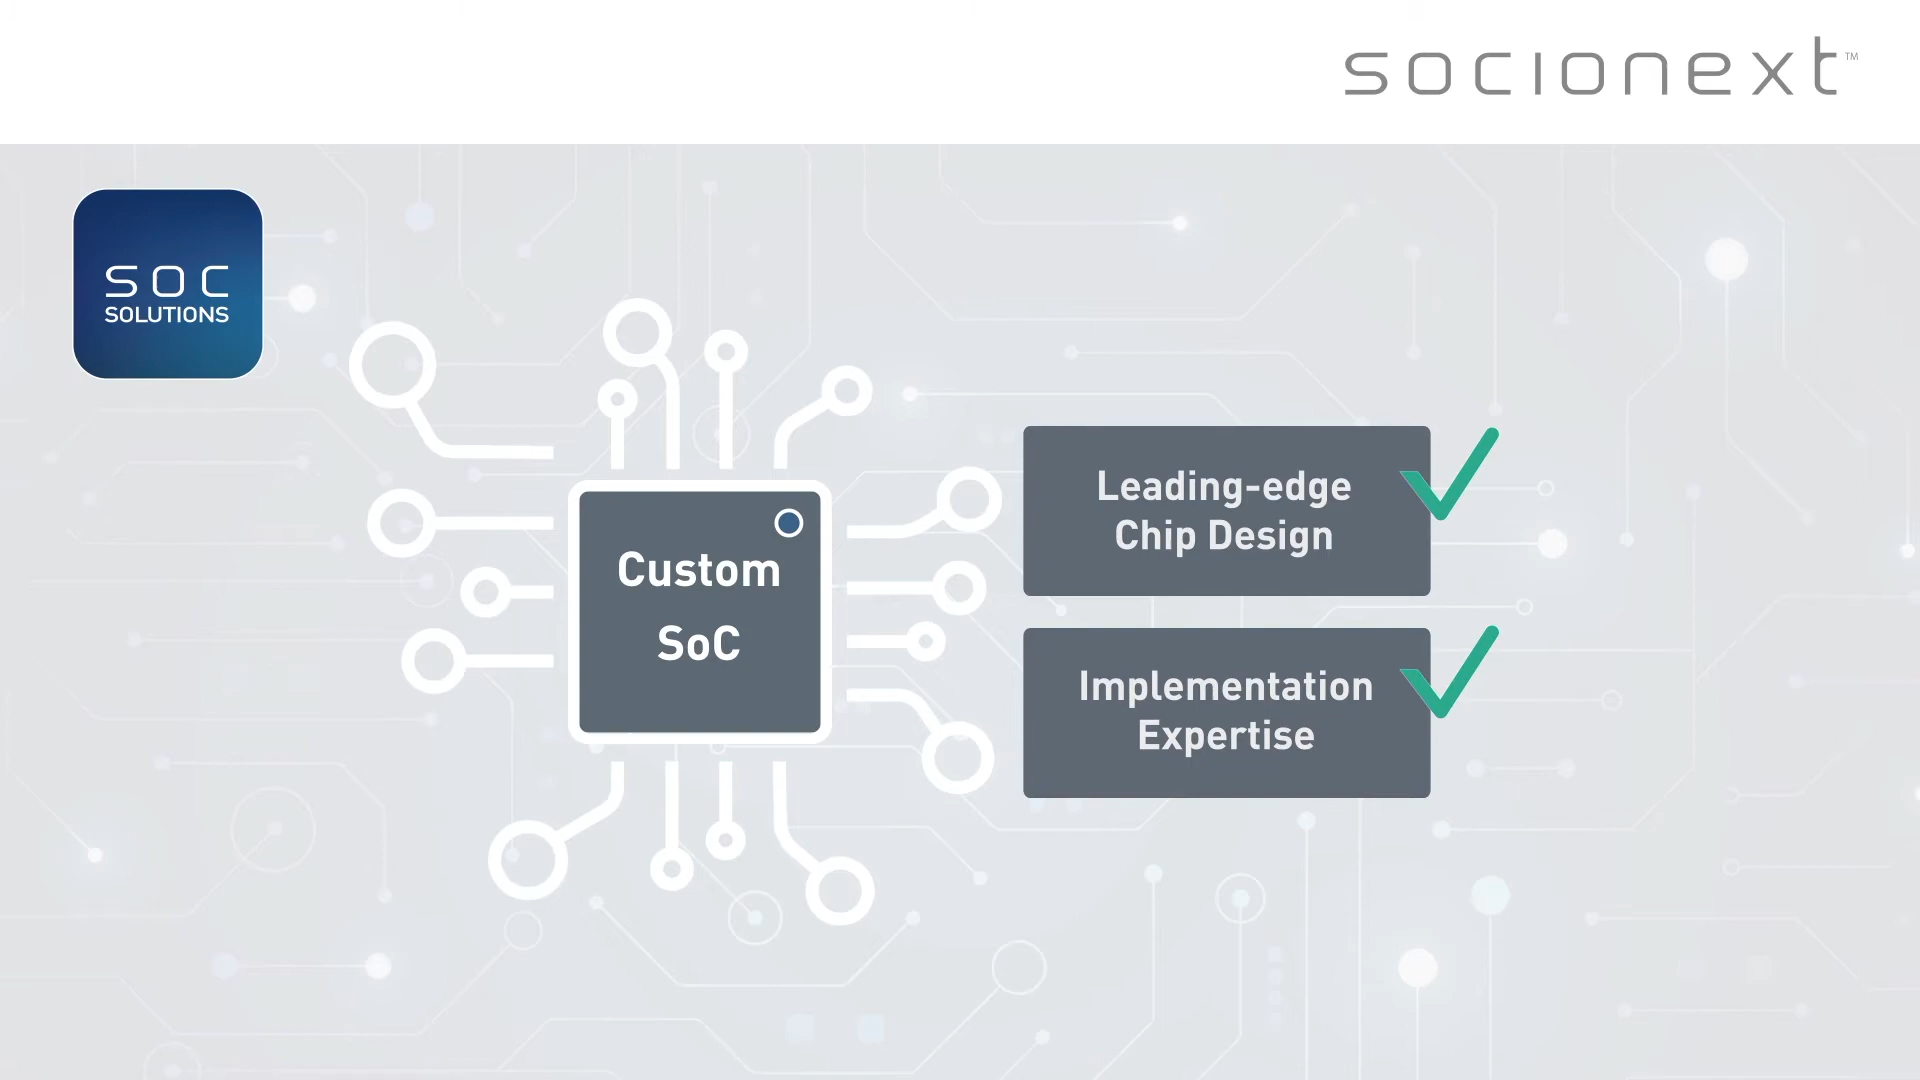 socionext™
SOC
SOLUTIONS
Custom
SoC
Leading-edge
Chip Design
Implementation
Expertise